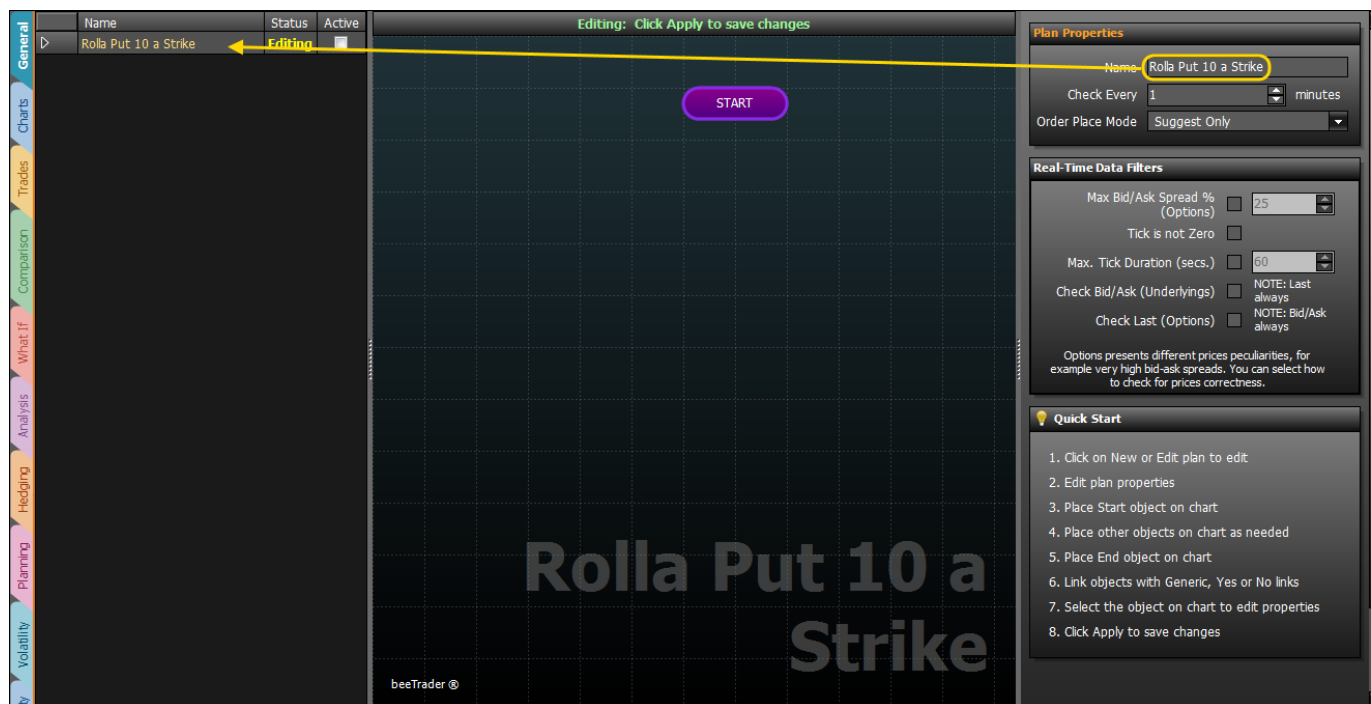 General
Charts
Trades
Comparison
What If
Analysis
Hedging
Planning
Volatility
Name Status Active
Rolla Put 10 a Strike Editing
Editing: Click Apply to save changes
START
Rolla Put 10 a
Strike
beeTrader ®
Plan Properties
Name Rolla Put 10 a Strike
Check Every 1 minutes
Order Place Mode Suggest Only
Real-Time Data Filters
Max Bid/Ask Spread % 25
(Options)
Tick is not Zero
Max. Tick Duration (secs.) 60
Check Bid/Ask (Underlyings) NOTE: Last
always
Check Last (Options) NOTE: Bid/Ask
always
Options presents different prices peculiarities, for
example very high bid-ask spreads. You can select how
to check for prices correctness.
Quick Start
1. Click on New or Edit plan to edit
2. Edit plan properties
3. Place Start object on chart
4. Place other objects on chart as needed
5. Place End object on chart
6. Link objects with Generic, Yes or No links
7. Select the object on chart to edit properties
8. Click Apply to save changes